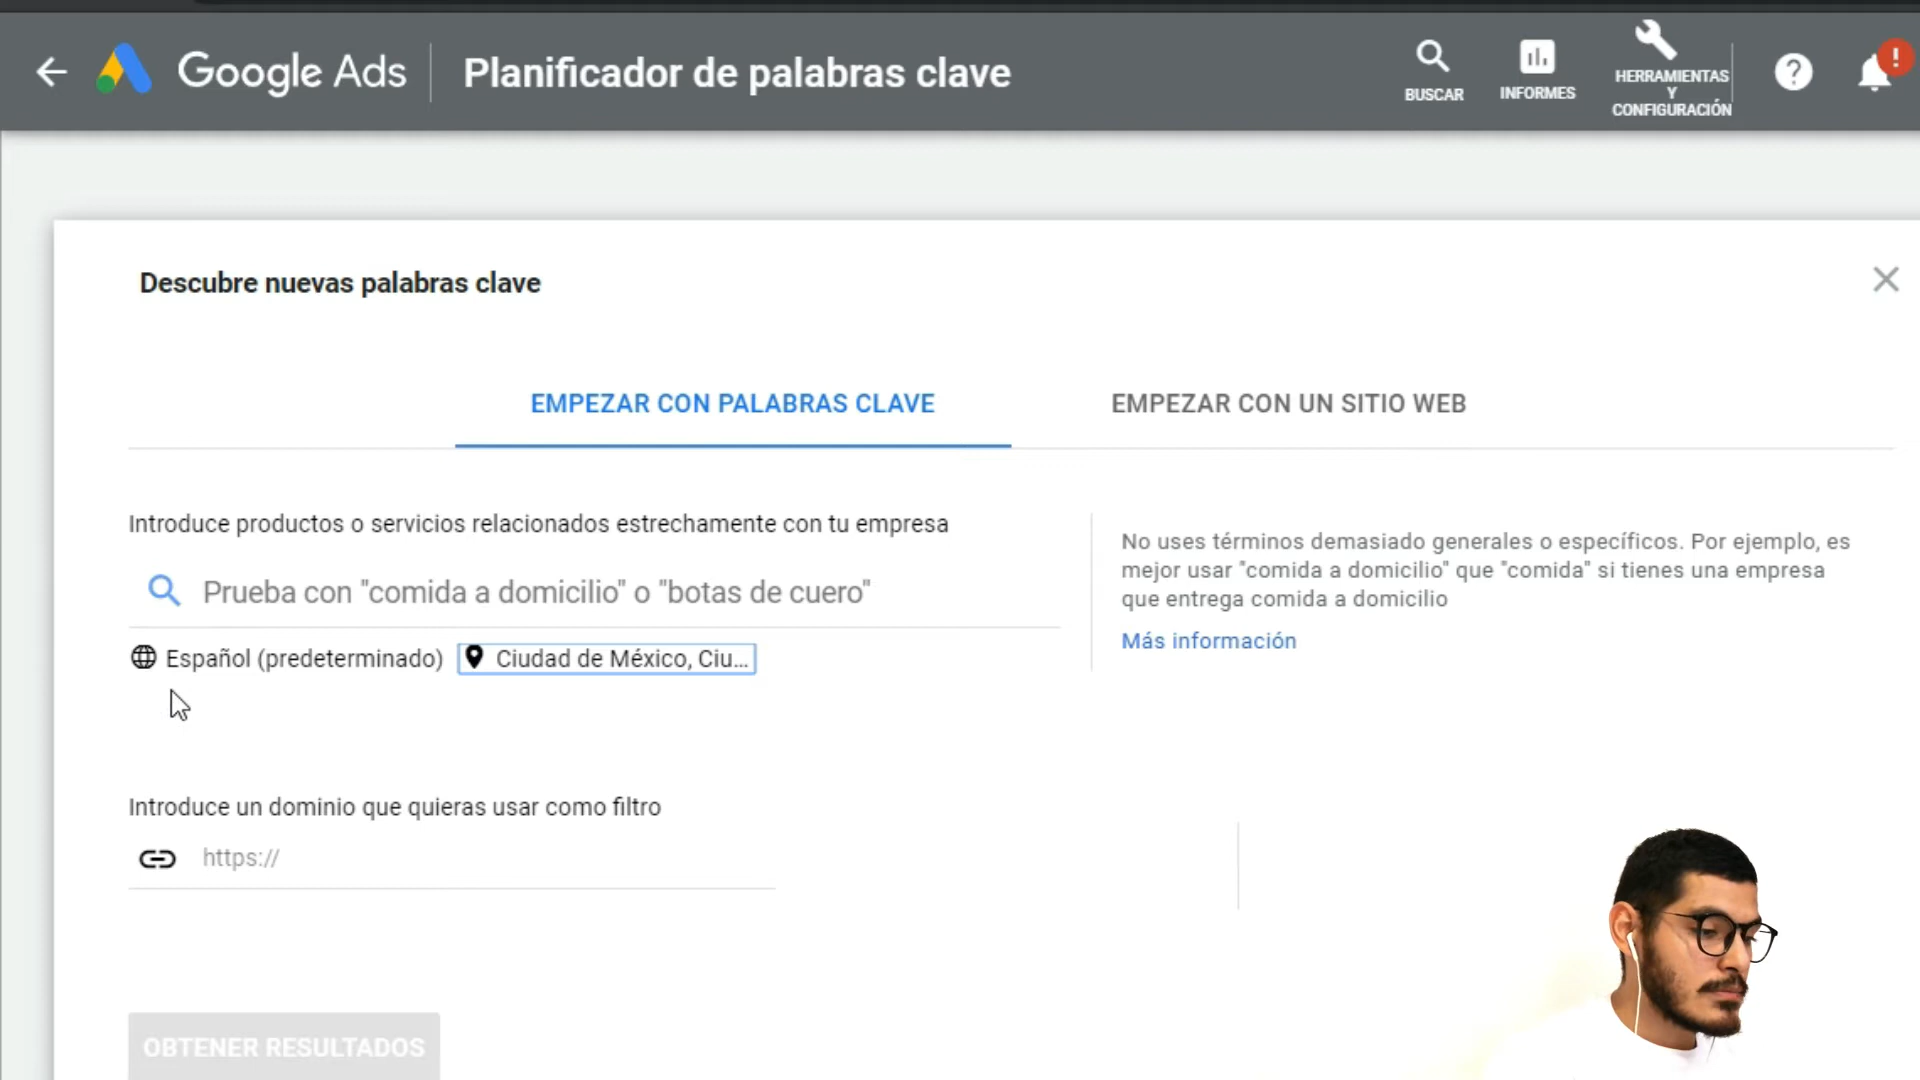 Google Ads
Planificador de palabras clave
BUSCAR
INFORMES
HERRAMIENTAS
Y
CONFIGURACIÓN
?
!
Descubre nuevas palabras clave
EMPEZAR CON PALABRAS CLAVE
EMPEZAR CON UN SITIO WEB
Introduce productos o servicios relacionados estrechamente con tu empresa
Prueba con "comida a domicilio" o "botas de cuero"
Español (predeterminado)
Ciudad de México, Ciu...
No uses términos demasiado generales o específicos. Por ejemplo, es
mejor usar "comida a domicilio" que "comida" si tienes una empresa
que entrega comida a domicilio
Más información
Introduce un dominio que quieras usar como filtro
https://
OBTENER RESULTADOS